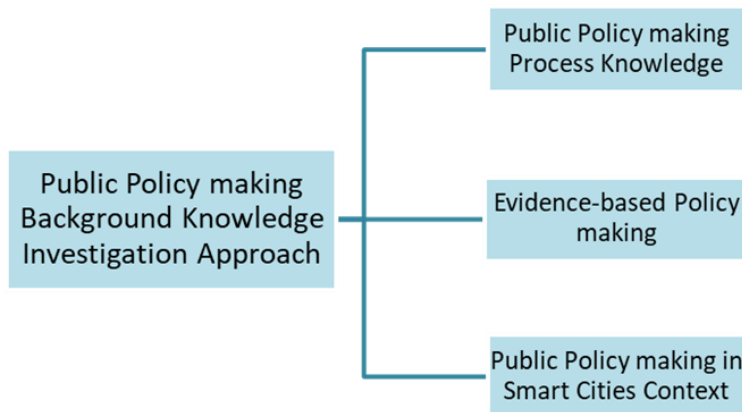 Public Policy making
Process Knowledge
Public Policy making
Background Knowledge
Investigation Approach
Evidence-based Policy
making
Public Policy making in
Smart Cities Context